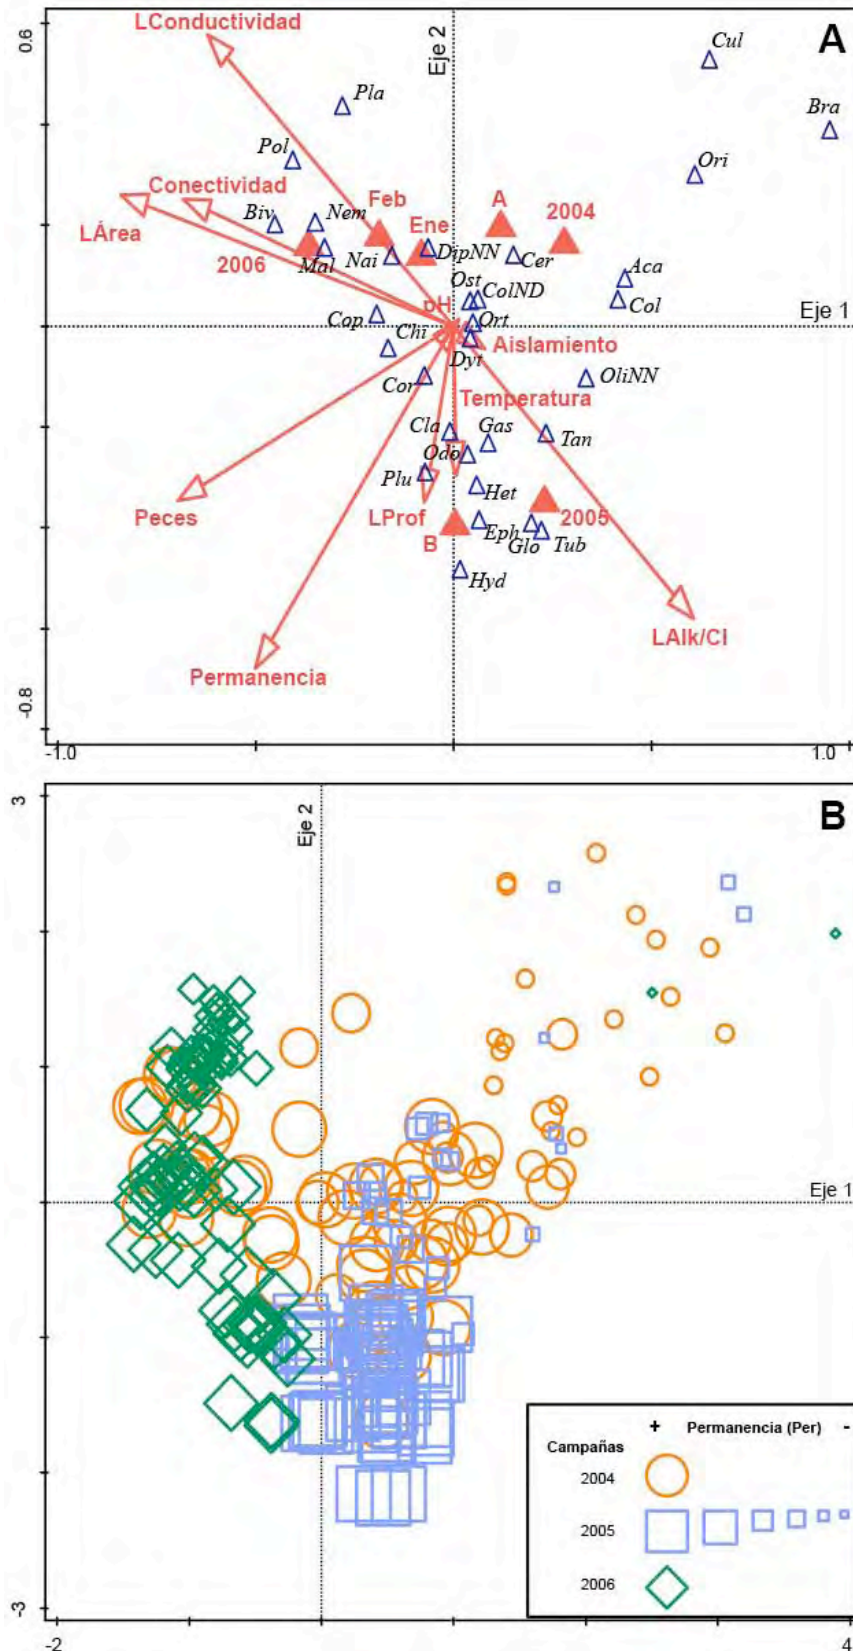 0.6
LConductividad
Eje 2
A
Cul
Pla
Bra
Pol
Ori
Conectividad
LÁrea
Biv
Nem
Feb
Ene
A
2004
2006
Mal
Nai
DipNN
Cer
Ost
ColND
Aca
Col
pH
Eje 1
Cop
Chi
Ort
Aislamiento
Dyt
Cor
OliNN
Temperatura
Cla
Gas
Odo
Tan
Plu
Het
Peces
LProf
B
Eph
2005
Glo
Tub
Hyd
LAlk/Cl
Permanencia
-0.8
-1.0
1.0
3
Eje 2
B
Eje 1
+ Permanencia (Per) -
Campañas
2004
2005
2006
-3
-2
4